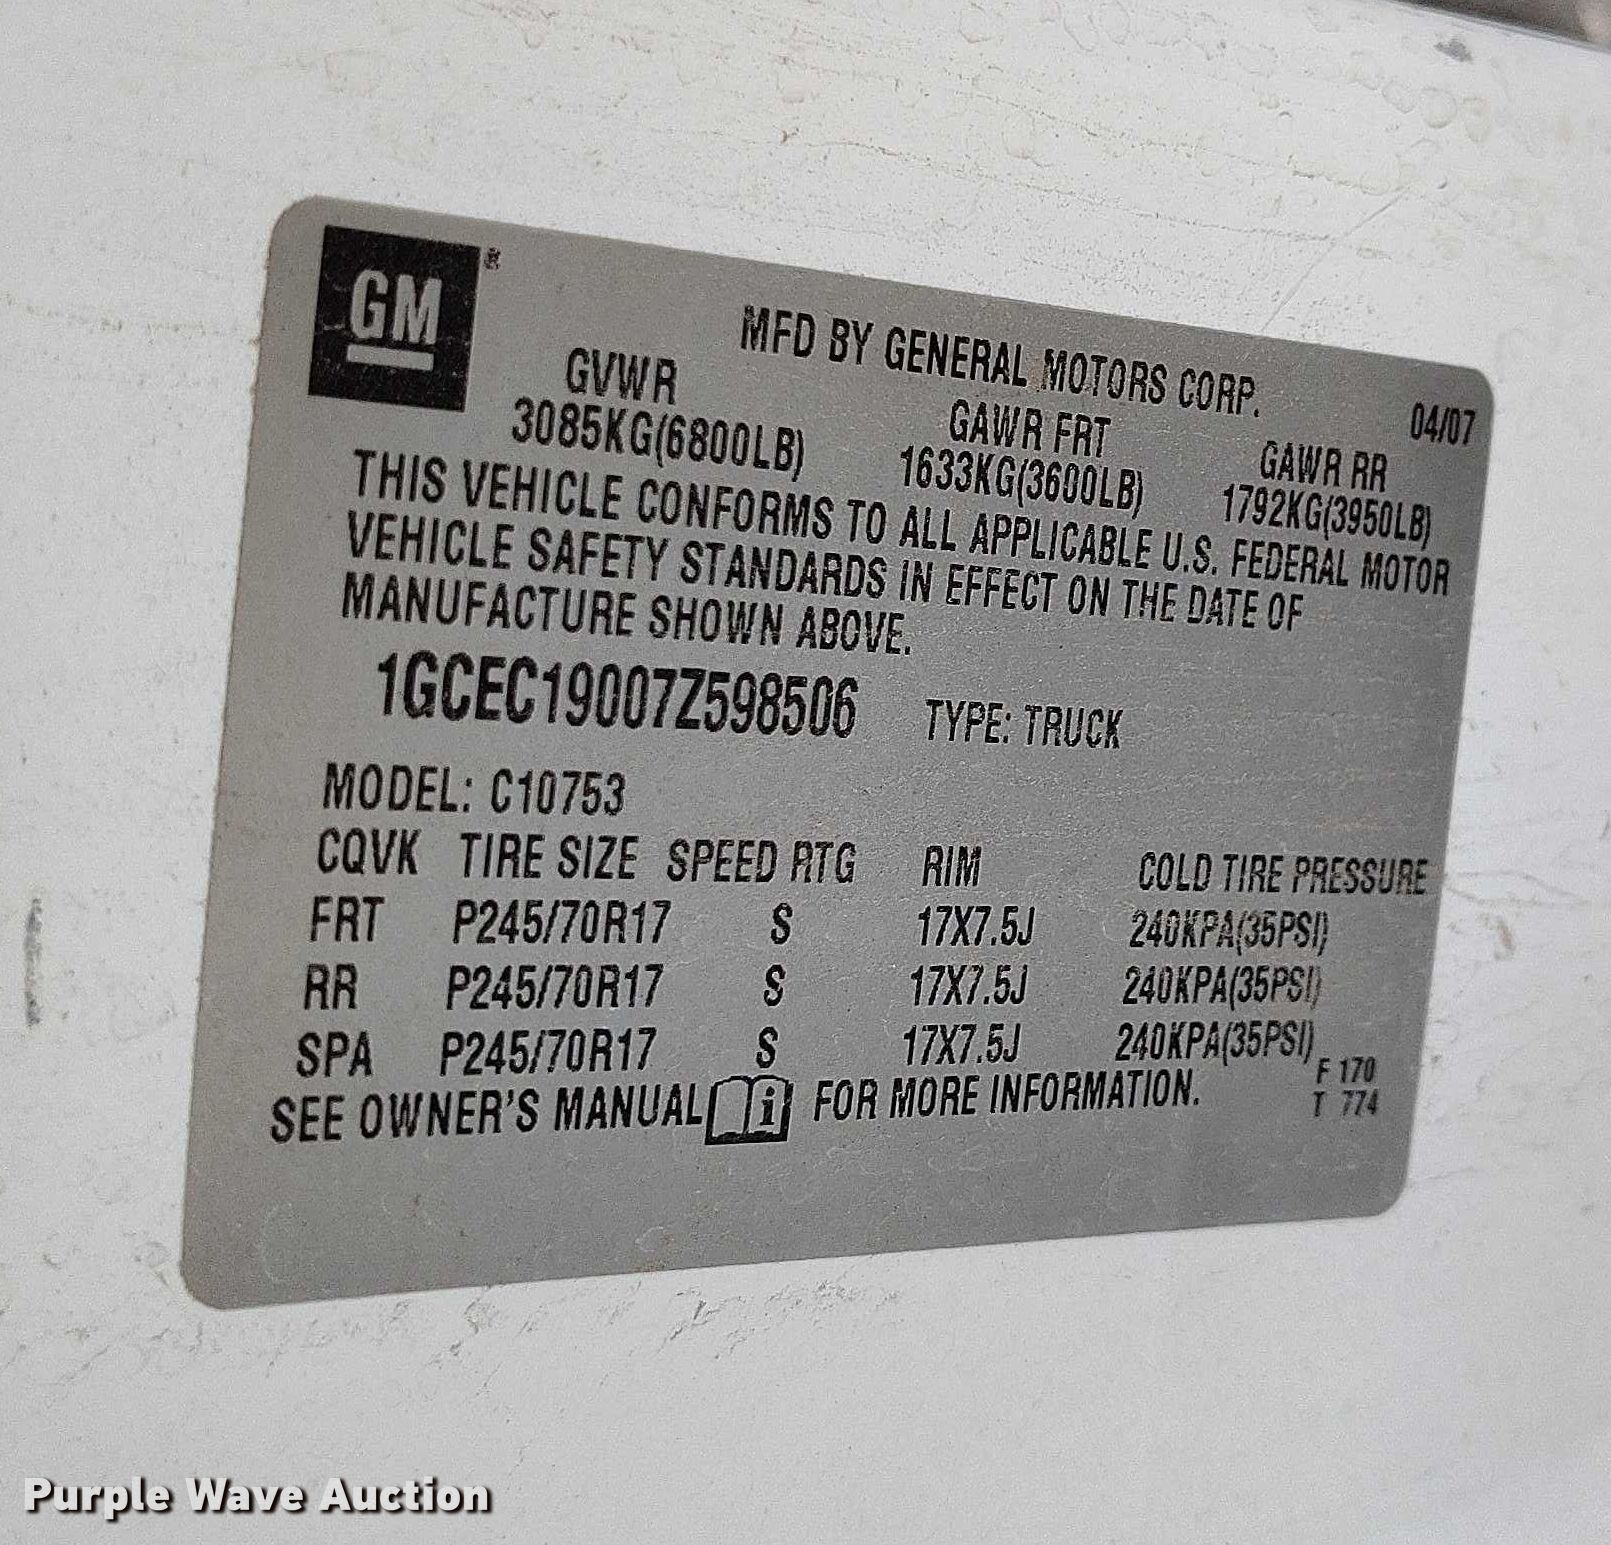 GM ®
MFD BY GENERAL MOTORS CORP. 04/07
GVWR GAWR FRT GAWR RR
3085KG(6800LB) 1633KG(3600LB) 1792KG(3950LB)
THIS VEHICLE CONFORMS TO ALL APPLICABLE U.S. FEDERAL MOTOR
VEHICLE SAFETY STANDARDS IN EFFECT ON THE DATE OF
MANUFACTURE SHOWN ABOVE.
1GCEC19007Z598506 TYPE: TRUCK
MODEL: C10753
CQVK TIRE SIZE SPEED RTG RIM COLD TIRE PRESSURE
FRT P245/70R17 S 17X7.5J 240KPA(35PSI)
RR P245/70R17 S 17X7.5J 240KPA(35PSI)
SPA P245/70R17 S 17X7.5J 240KPA(35PSI)
SEE OWNER'S MANUAL i FOR MORE INFORMATION.
F 170
T 774
Purple Wave Auction